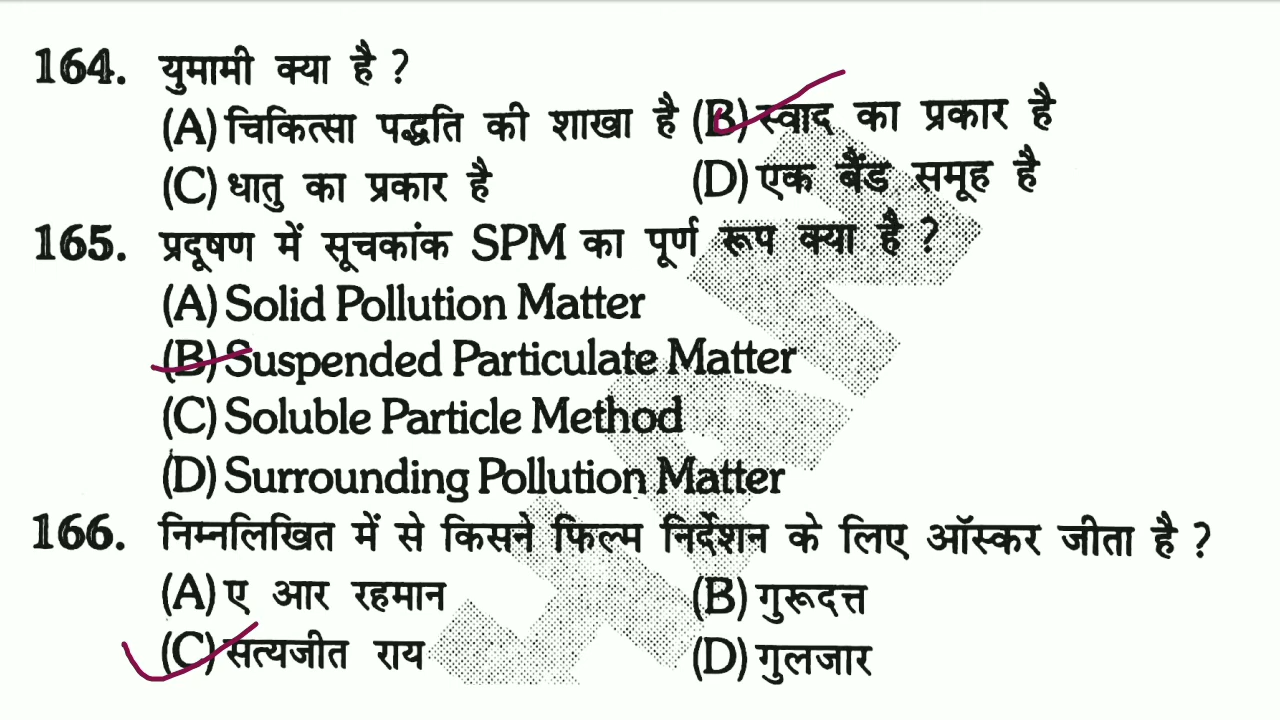 164. युमामी क्या है ?
(A) चिकित्सा पद्धति की शाखा है (B) स्वाद का प्रकार है
(C) धातु का प्रकार है (D) एक बैंड समूह है
165. प्रदूषण में सूचकांक SPM का पूर्ण रूप क्या है ?
(A) Solid Pollution Matter
(B) Suspended Particulate Matter
(C) Soluble Particle Method
(D) Surrounding Pollution Matter
166. निम्नलिखित में से किसने फिल्म निर्देशन के लिए ऑस्कर जीता है ?
(A) ए आर रहमान (B) गुरूदत्त
(C) सत्यजीत राय (D) गुलजार